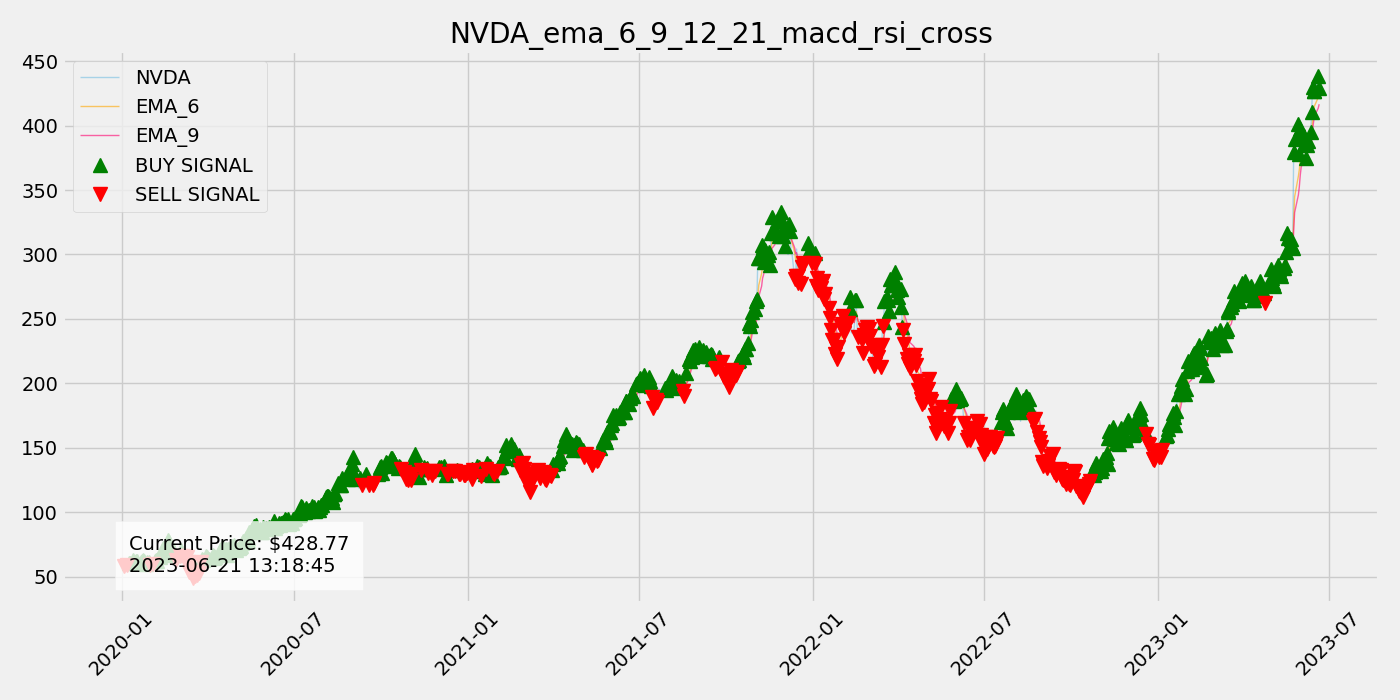 NVDA_ema_6_9_12_21_macd_rsi_cross
450
400
350
300
250
200
150
100
50
NVDA
EMA_6
EMA_9
BUY SIGNAL
SELL SIGNAL
Current Price: $428.77
2023-06-21 13:18:45
2020-01
2020-07
2021-01
2021-07
2022-01
2022-07
2023-01
2023-07